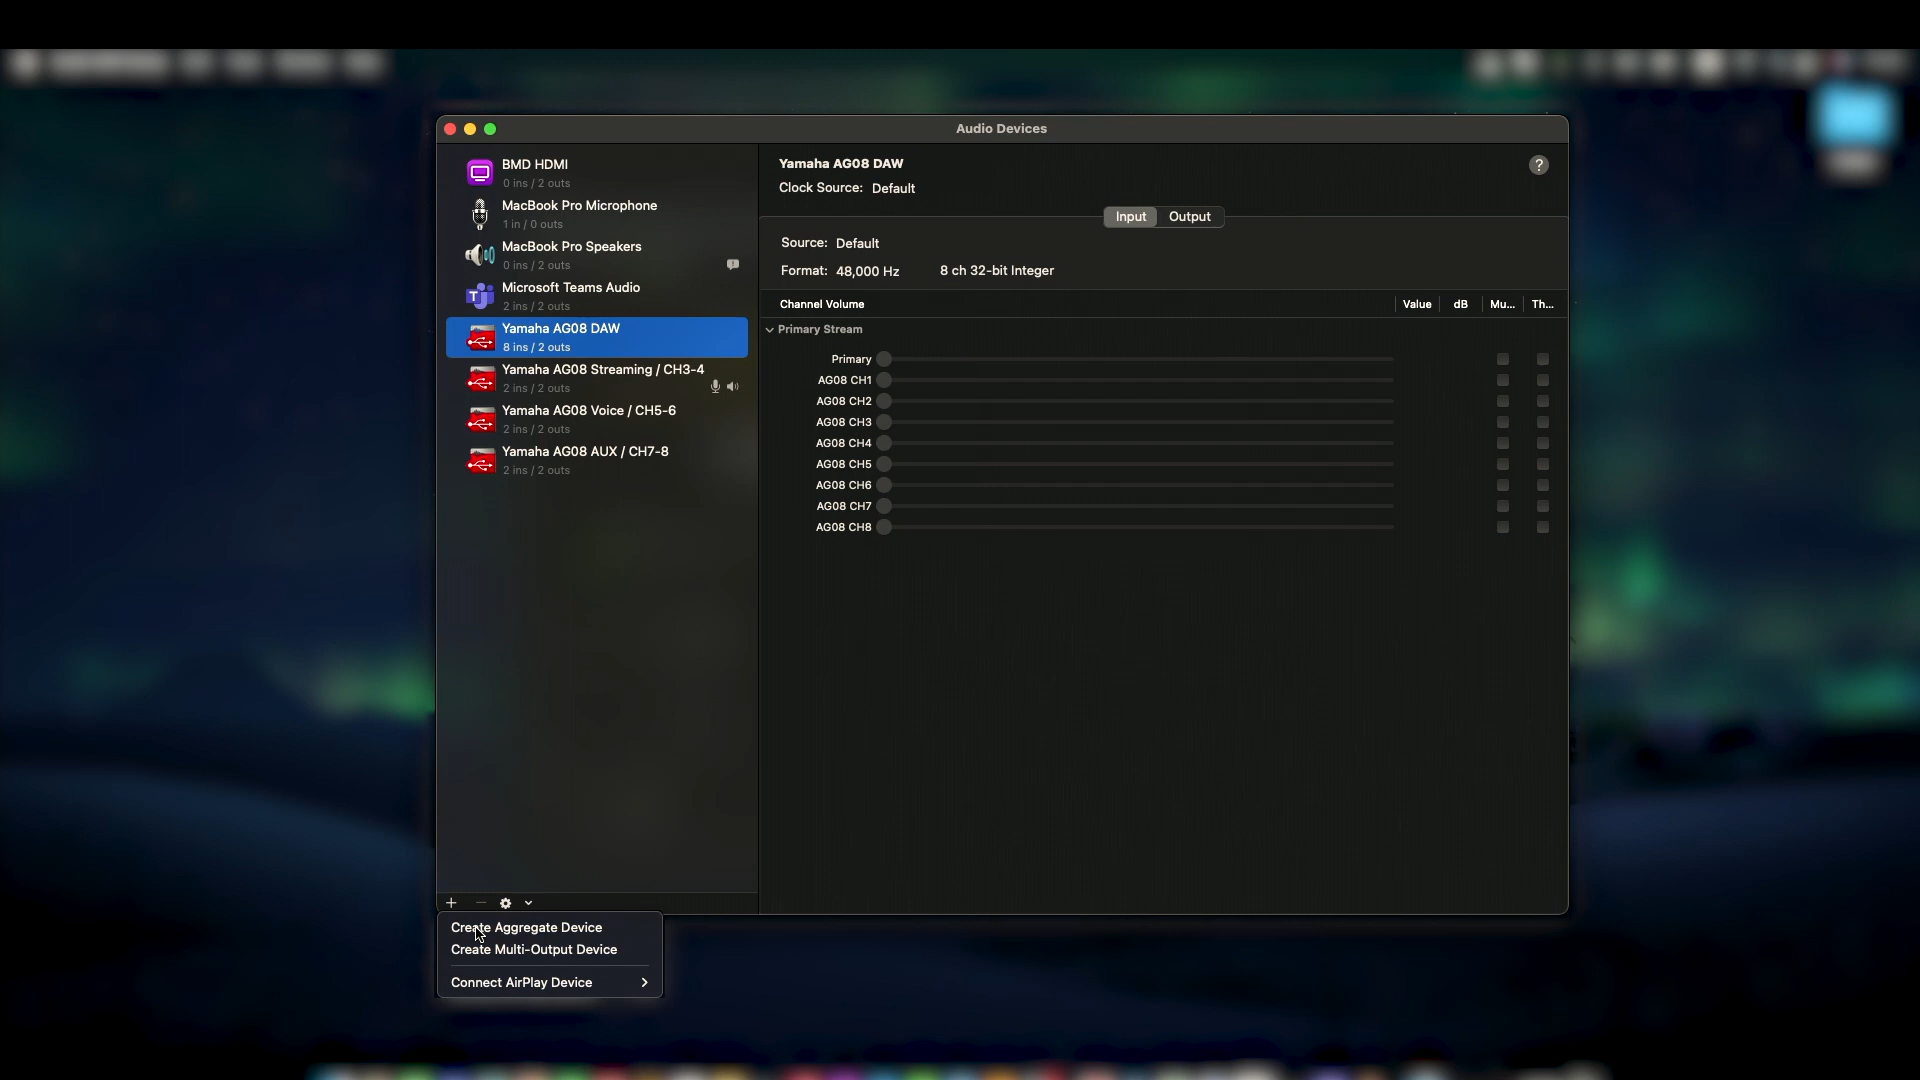 Audio Devices
BMD HDMI
0 ins / 2 outs
MacBook Pro Microphone
1 in / 0 outs
MacBook Pro Speakers
0 ins / 2 outs
Microsoft Teams Audio
2 ins / 2 outs
Yamaha AG08 DAW
8 ins / 2 outs
Yamaha AG08 Streaming / CH3-4
2 ins / 2 outs
Yamaha AG08 Voice / CH5-6
2 ins / 2 outs
Yamaha AG08 AUX / CH7-8
2 ins / 2 outs
Yamaha AG08 DAW
?
Clock Source: Default
Input Output
Source: Default
Format: 48,000 Hz 8 ch 32-bit Integer
Channel Volume Value dB Mu... Th...
Primary Stream
Primary
AG08 CH1
AG08 CH2
AG08 CH3
AG08 CH4
AG08 CH5
AG08 CH6
AG08 CH7
AG08 CH8
Create Aggregate Device
Create Multi-Output Device
Connect AirPlay Device